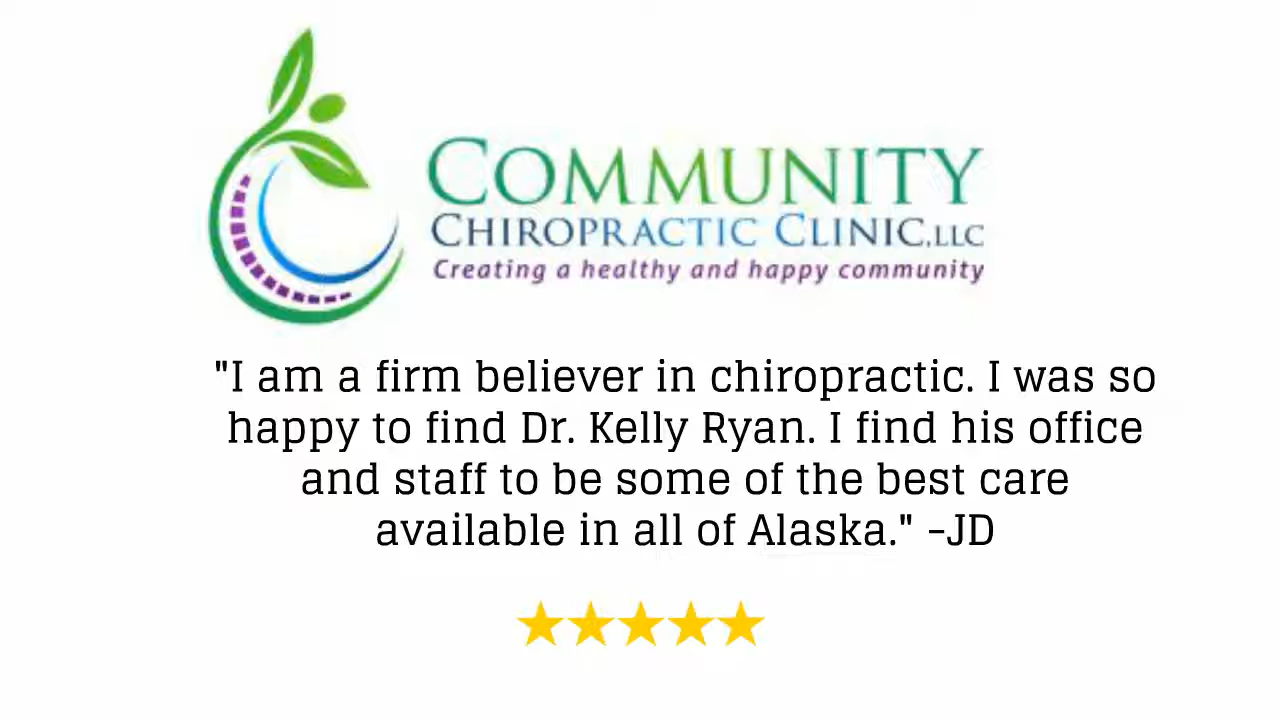 COMMUNITY
CHIROPRACTIC CLINIC, LLC
Creating a healthy and happy community
"I am a firm believer in chiropractic. I was so
happy to find Dr. Kelly Ryan. I find his office
and staff to be some of the best care
available in all of Alaska." -JD